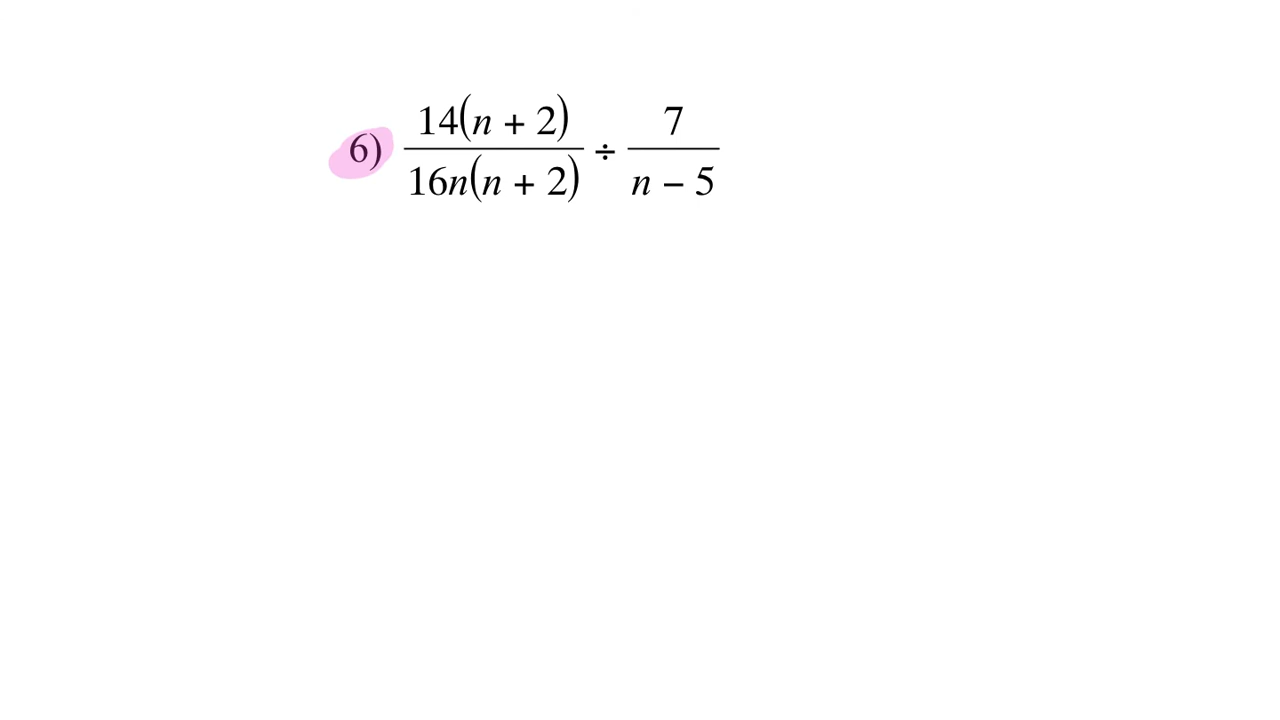 6) 14(n + 2) / 16n(n + 2) ÷ 7 / n − 5